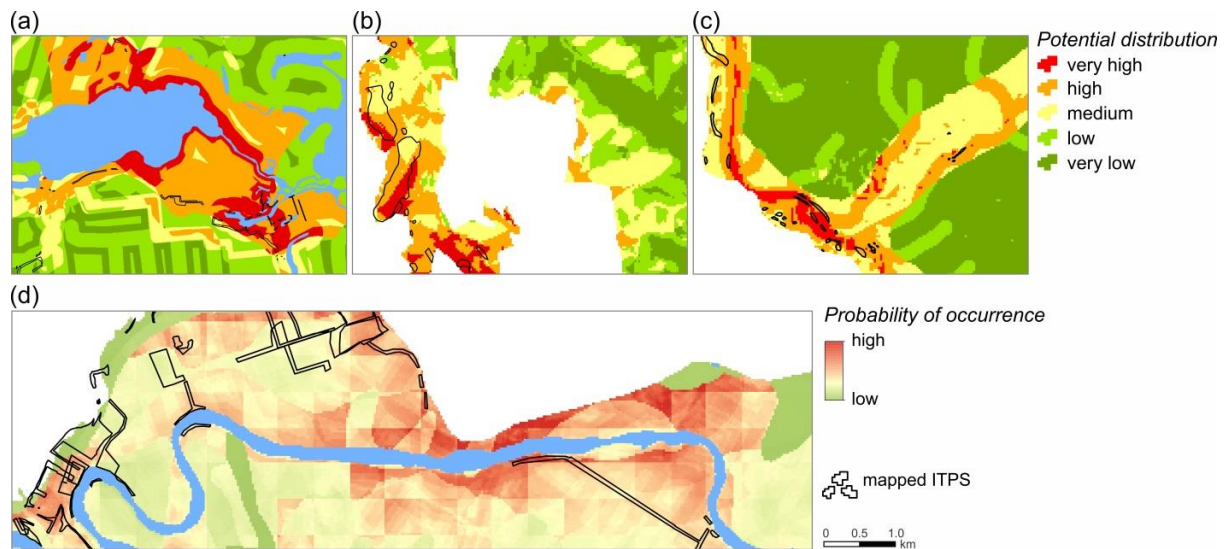 (a)
(b)
(c)
Potential distribution
very high
high
medium
low
very low
(d)
Probability of occurrence
high
low
mapped ITPS
0 0.5 1.0
km